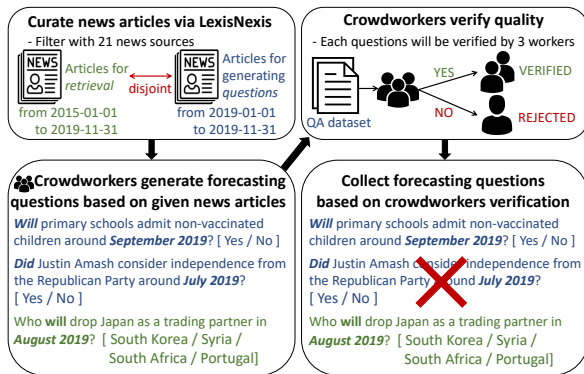 Curate news articles via LexisNexis
- Filter with 21 news sources
NEWS
Articles for
retrieval
disjoint
NEWS
Articles for
generating
questions
from 2015-01-01
to 2019-11-31
from 2019-01-01
to 2019-11-31
Crowdworkers verify quality
- Each questions will be verified by 3 workers
QA dataset
YES
NO
VERIFIED
REJECTED
Crowdworkers generate forecasting
questions based on given news articles
Will primary schools admit non-vaccinated
children around September 2019? [ Yes / No ]
Did Justin Amash consider independence from
the Republican Party around July 2019?
[ Yes / No ]
Who will drop Japan as a trading partner in
August 2019? [ South Korea / Syria /
South Africa / Portugal]
Collect forecasting questions
based on crowdworkers verification
Will primary schools admit non-vaccinated
children around September 2019? [ Yes / No ]
Did Justin Amash consider independence from
the Republican Party around July 2019?
[ Yes / No ]
Who will drop Japan as a trading partner in
August 2019? [ South Korea / Syria /
South Africa / Portugal]